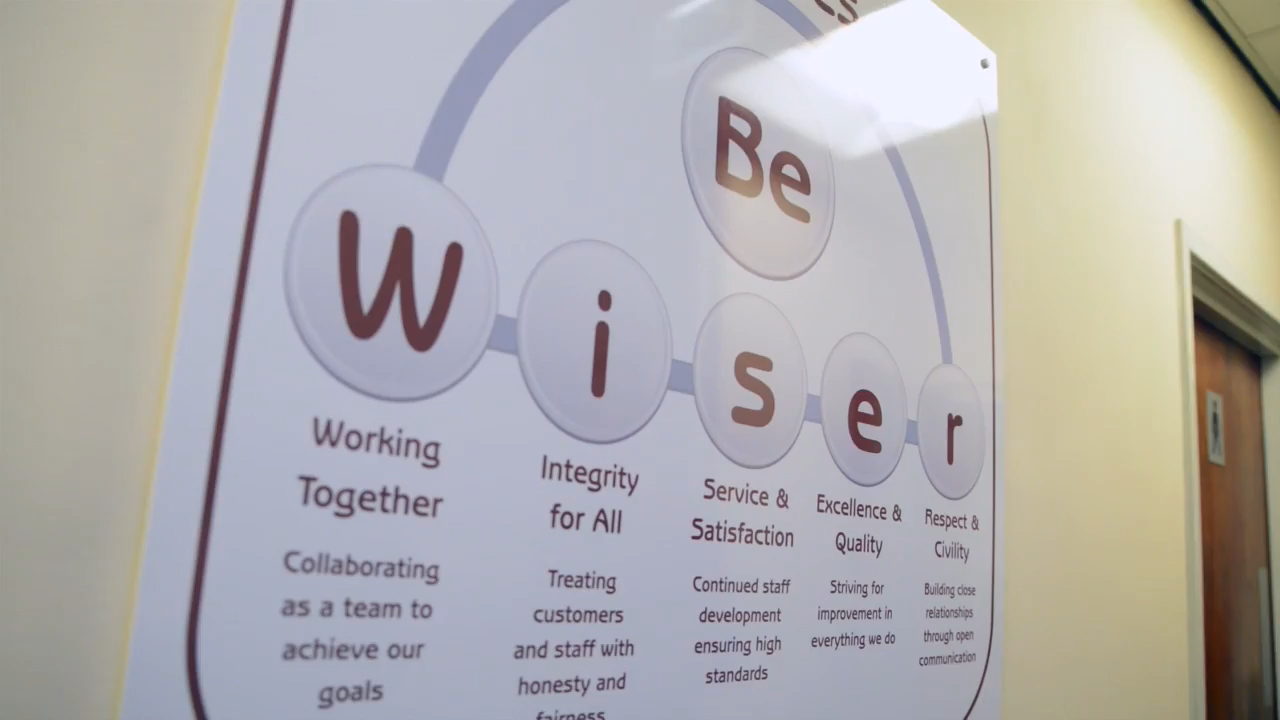 Be
W i s e r
Working
Together
Collaborating
as a team to
achieve our
goals
Integrity
for All
Treating
customers
and staff with
honesty and
fairness
Service &
Satisfaction
Continued staff
development
ensuring high
standards
Excellence &
Quality
Striving for
improvement in
everything we do
Respect &
Civility
Building close
relationships
through open
communication